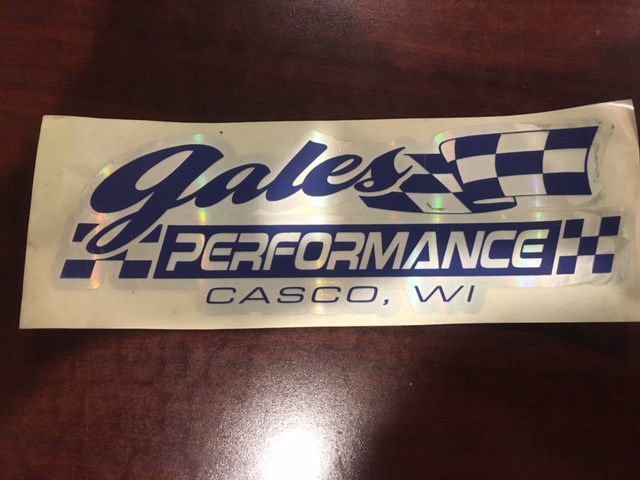 gales
PERFORMANCE
CASCO, WI